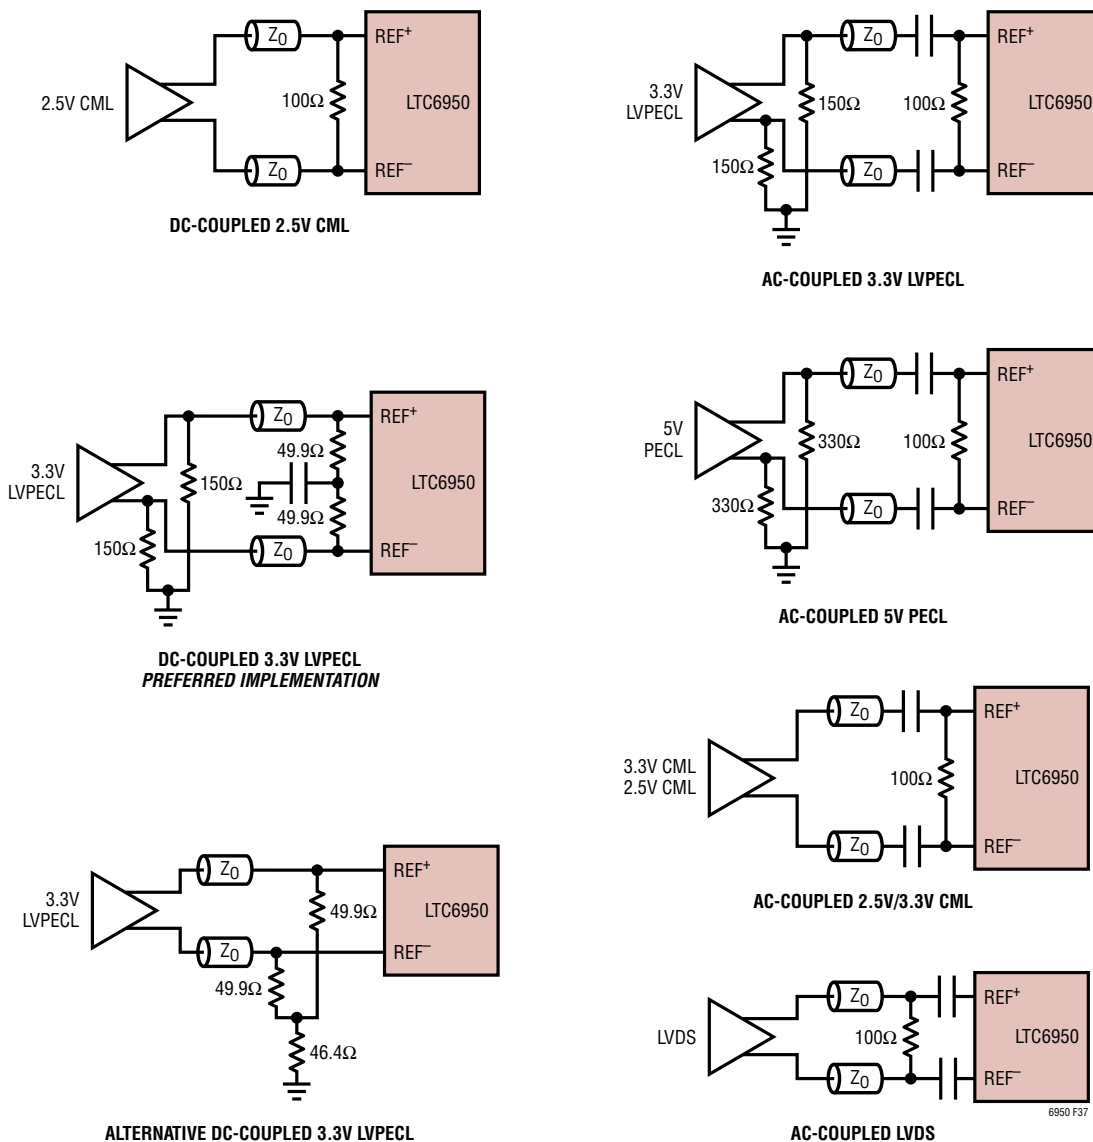 2.5V CML
Z0
Z0
100Ω
REF+
REF–
LTC6950
DC-COUPLED 2.5V CML
3.3V
LVPECL
150Ω
150Ω
Z0
Z0
49.9Ω
49.9Ω
REF+
REF–
LTC6950
DC-COUPLED 3.3V LVPECL
PREFERRED IMPLEMENTATION
3.3V
LVPECL
Z0
Z0
49.9Ω
49.9Ω
46.4Ω
REF+
REF–
LTC6950
ALTERNATIVE DC-COUPLED 3.3V LVPECL
3.3V
LVPECL
150Ω
150Ω
Z0
Z0
100Ω
REF+
REF–
LTC6950
AC-COUPLED 3.3V LVPECL
5V
PECL
330Ω
330Ω
Z0
Z0
100Ω
REF+
REF–
LTC6950
AC-COUPLED 5V PECL
3.3V CML
2.5V CML
Z0
Z0
100Ω
REF+
REF–
LTC6950
AC-COUPLED 2.5V/3.3V CML
LVDS
Z0
Z0
100Ω
REF+
REF–
LTC6950
6950 F37
AC-COUPLED LVDS